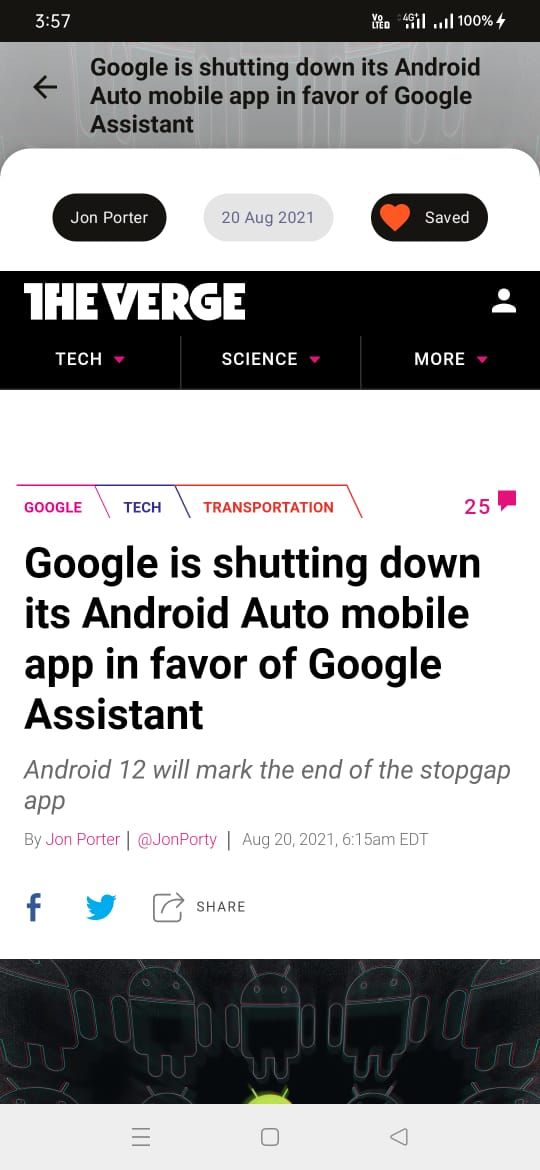 3:57
Vo LTED 4G+ 100%
Google is shutting down its Android
Auto mobile app in favor of Google
Assistant
Jon Porter
20 Aug 2021
Saved
THE VERGE
TECH
SCIENCE
MORE
GOOGLE
TECH
TRANSPORTATION
25
Google is shutting down
its Android Auto mobile
app in favor of Google
Assistant
Android 12 will mark the end of the stopgap
app
By Jon Porter | @JonPorty | Aug 20, 2021, 6:15am EDT
f
SHARE